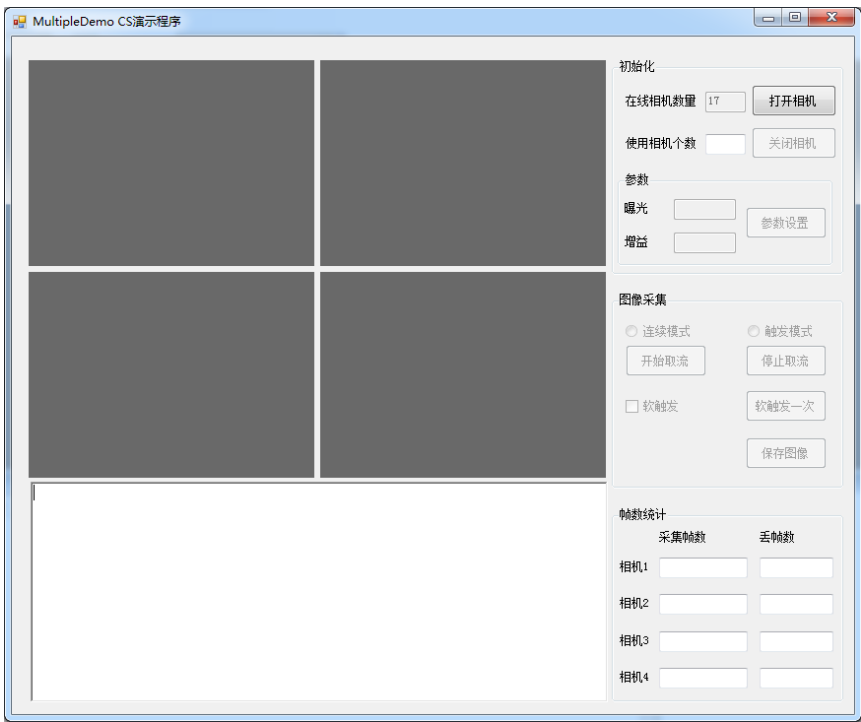 MultipleDemo CS演示程序
初始化
在线相机数量 17 打开相机
使用相机个数 关闭相机
参数
曝光
参数设置
增益
图像采集
连续模式 触发模式
开始取流 停止取流
软触发 软触发一次
保存图像
帧数统计
采集帧数 丢帧数
相机1
相机2
相机3
相机4